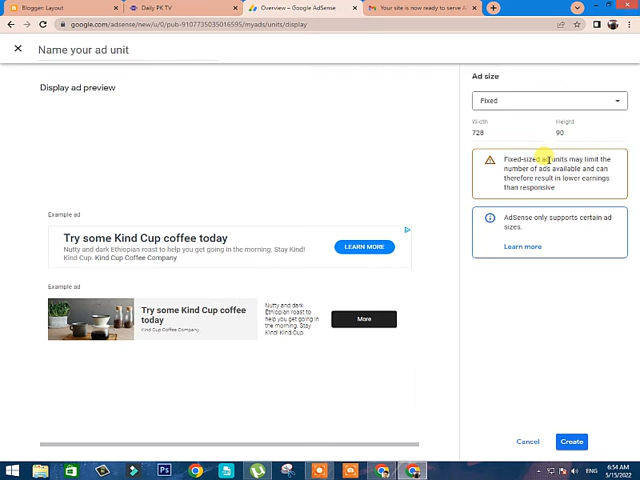 Blogger: Layout
Daily PK TV
Overview – Google AdSense
Your site is now ready to serve A
google.com/adsense/new/u/0/pub-9107735035016595/myads/units/display
Name your ad unit
Display ad preview
Example ad
Try some Kind Cup coffee today
Nutty and dark Ethiopian roast to help you get going in the morning. Stay Kind!
Kind Cup. Kind Cup Coffee Company
LEARN MORE
Example ad
Try some Kind Cup coffee
today
Kind Cup Coffee Company
Nutty and dark
Ethiopian roast to
help you get going
in the morning. Stay
Kind! Kind Cup.
More
Ad size
Fixed
Width
Height
728
90
Fixed-sized ad units may limit the
number of ads available and can
therefore result in lower earnings
than responsive
AdSense only supports certain ad
sizes.
Learn more
Cancel
Create
Ps
ENG
6:54 AM
5/15/2022